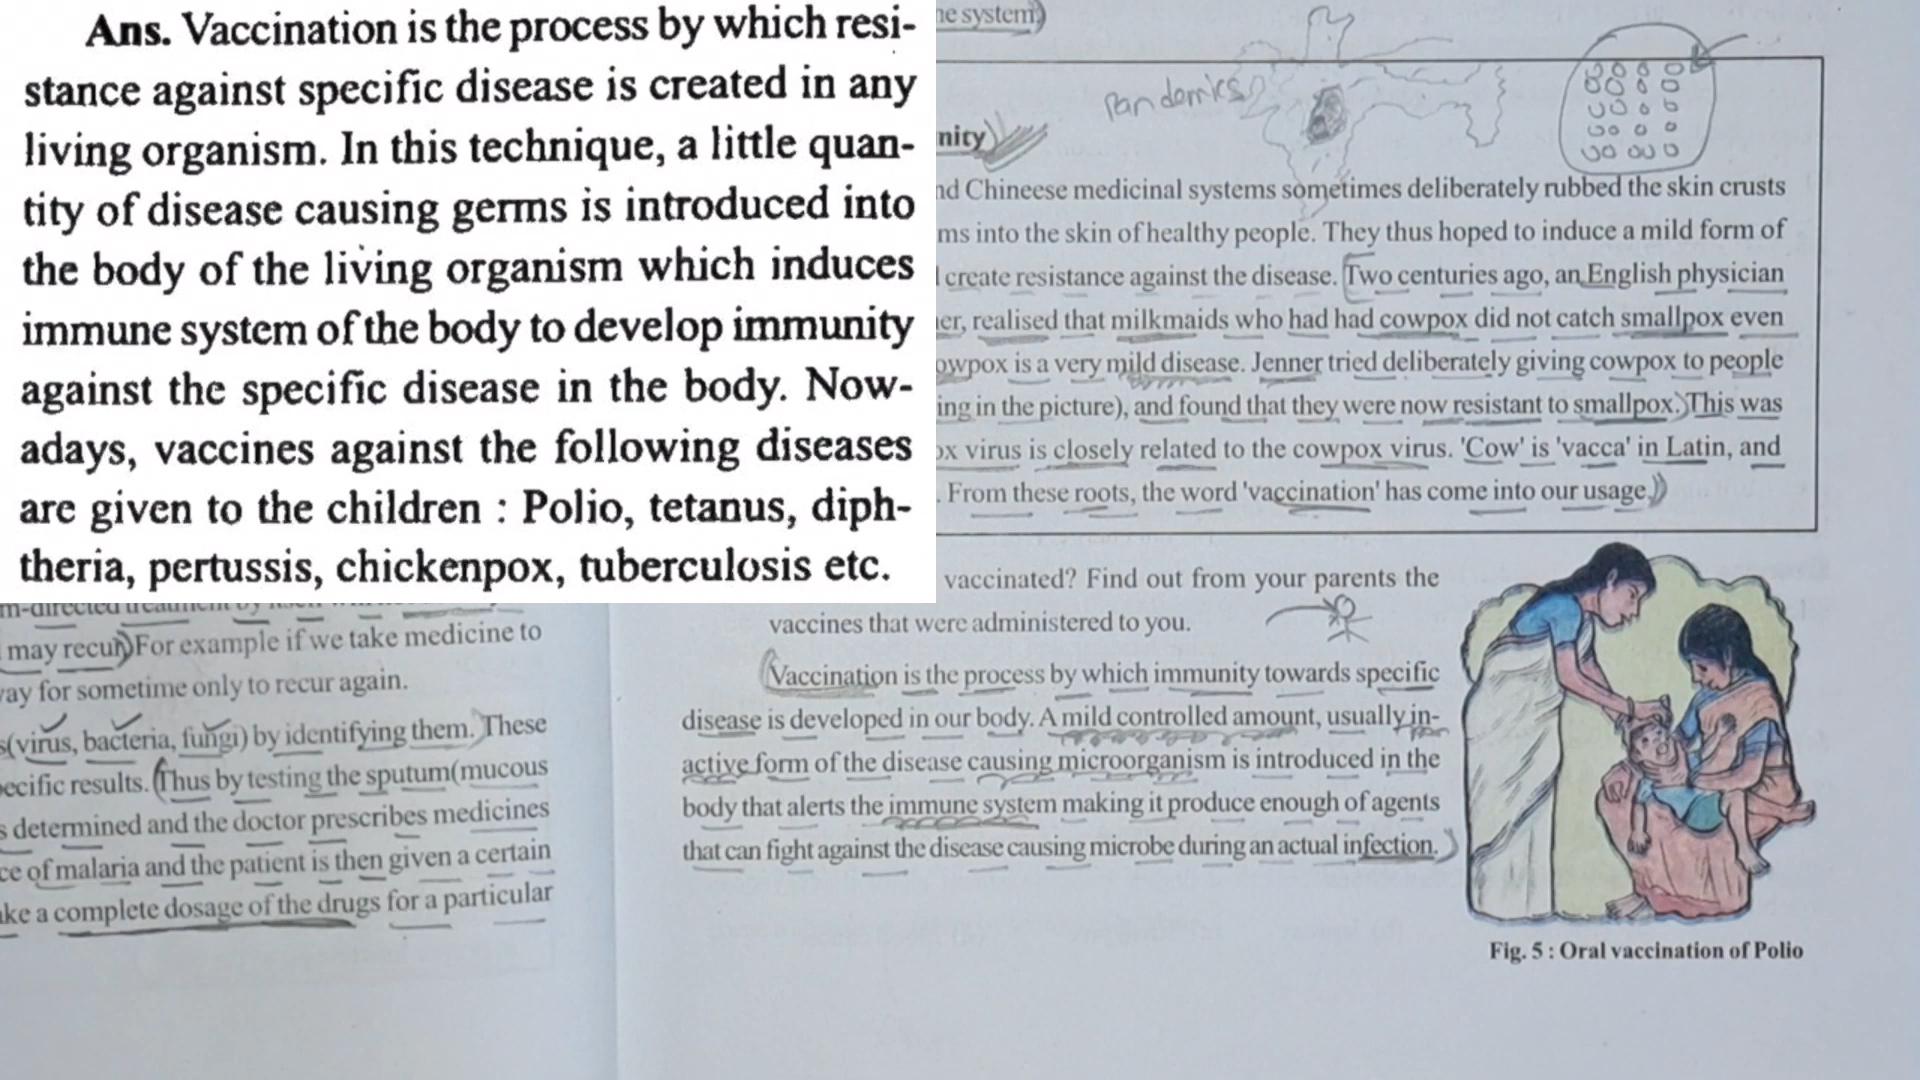 Ans. Vaccination is the process by which resi-
stance against specific disease is created in any
living organism. In this technique, a little quan-
tity of disease causing germs is introduced into
the body of the living organism which induces
immune system of the body to develop immunity
against the specific disease in the body. Now-
adays, vaccines against the following diseases
are given to the children : Polio, tetanus, diph-
theria, pertussis, chickenpox, tuberculosis etc.
may recur) For example if we take medicine to
for sometime only to recur again.
(virus, bacteria, fungi) by identifying them. These
results. (Thus by testing the sputum(mucous
determined and the doctor prescribes medicines
of malaria and the patient is then given a certain
a complete dosage of the drugs for a particular
system)
Pandemics
Chineese medicinal systems sometimes deliberately rubbed the skin crusts
into the skin of healthy people. They thus hoped to induce a mild form of
create resistance against the disease. (Two centuries ago, an English physician
realised that milkmaids who had had cowpox did not catch smallpox even
is a very mild disease. Jenner tried deliberately giving cowpox to people
in the picture), and found that they were now resistant to smallpox.) This was
virus is closely related to the cowpox virus. 'Cow' is 'vacca' in Latin, and
. From these roots, the word 'vaccination' has come into our usage.)
vaccinated? Find out from your parents the
vaccines that were administered to you.
(Vaccination is the process by which immunity towards specific
disease is developed in our body. A mild controlled amount, usually in-
active form of the disease causing microorganism is introduced in the
body that alerts the immune system making it produce enough of agents
that can fight against the disease causing microbe during an actual infection.)
Fig. 5 : Oral vaccination of Polio